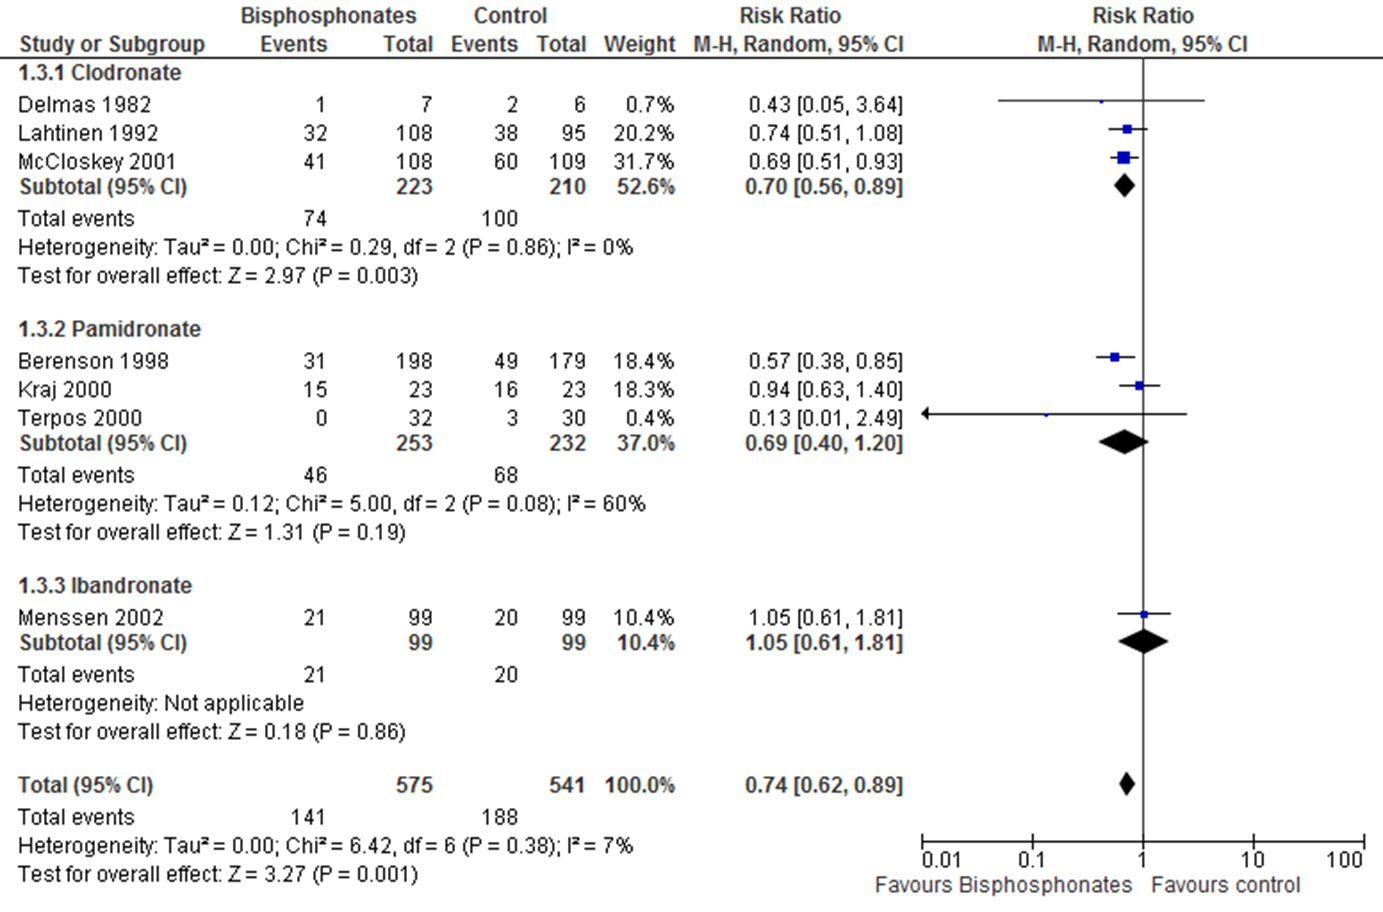 Bisphosphonates Control Risk Ratio Risk Ratio
Study or Subgroup Events Total Events Total Weight M-H, Random, 95% CI M-H, Random, 95% CI
1.3.1 Clodronate
Delmas 1982 1 7 2 6 0.7% 0.43 [0.05, 3.64]
Lahtinen 1992 32 108 38 95 20.2% 0.74 [0.51, 1.08]
McCloskey 2001 41 108 60 109 31.7% 0.69 [0.51, 0.93]
Subtotal (95% CI) 223 210 52.6% 0.70 [0.56, 0.89]
Total events 74 100
Heterogeneity: Tau² = 0.00; Chi² = 0.29, df = 2 (P = 0.86); I² = 0%
Test for overall effect: Z = 2.97 (P = 0.003)
1.3.2 Pamidronate
Berenson 1998 31 198 49 179 18.4% 0.57 [0.38, 0.85]
Kraj 2000 15 23 16 23 18.3% 0.94 [0.63, 1.40]
Terpos 2000 0 32 3 30 0.4% 0.13 [0.01, 2.49]
Subtotal (95% CI) 253 232 37.0% 0.69 [0.40, 1.20]
Total events 46 68
Heterogeneity: Tau² = 0.12; Chi² = 5.00, df = 2 (P = 0.08); I² = 60%
Test for overall effect: Z = 1.31 (P = 0.19)
1.3.3 Ibandronate
Menssen 2002 21 99 20 99 10.4% 1.05 [0.61, 1.81]
Subtotal (95% CI) 99 99 10.4% 1.05 [0.61, 1.81]
Total events 21 20
Heterogeneity: Not applicable
Test for overall effect: Z = 0.18 (P = 0.86)
Total (95% CI) 575 541 100.0% 0.74 [0.62, 0.89]
Total events 141 188
Heterogeneity: Tau² = 0.00; Chi² = 6.42, df = 6 (P = 0.38); I² = 7%
Test for overall effect: Z = 3.27 (P = 0.001)
0.01 0.1 1 10 100
Favours Bisphosphonates Favours control